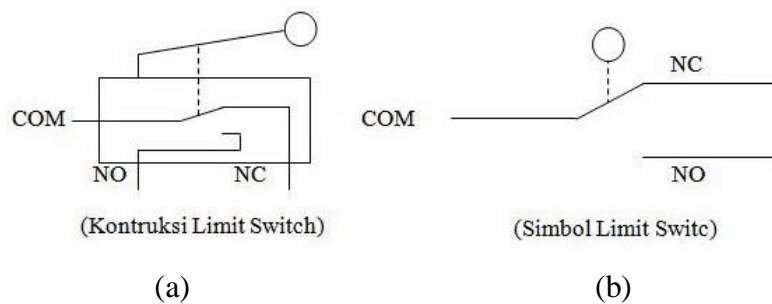 COM
NO
NC
(Kontruksi Limit Switch)
(a)
COM
NC
NO
(Simbol Limit Switc)
(b)